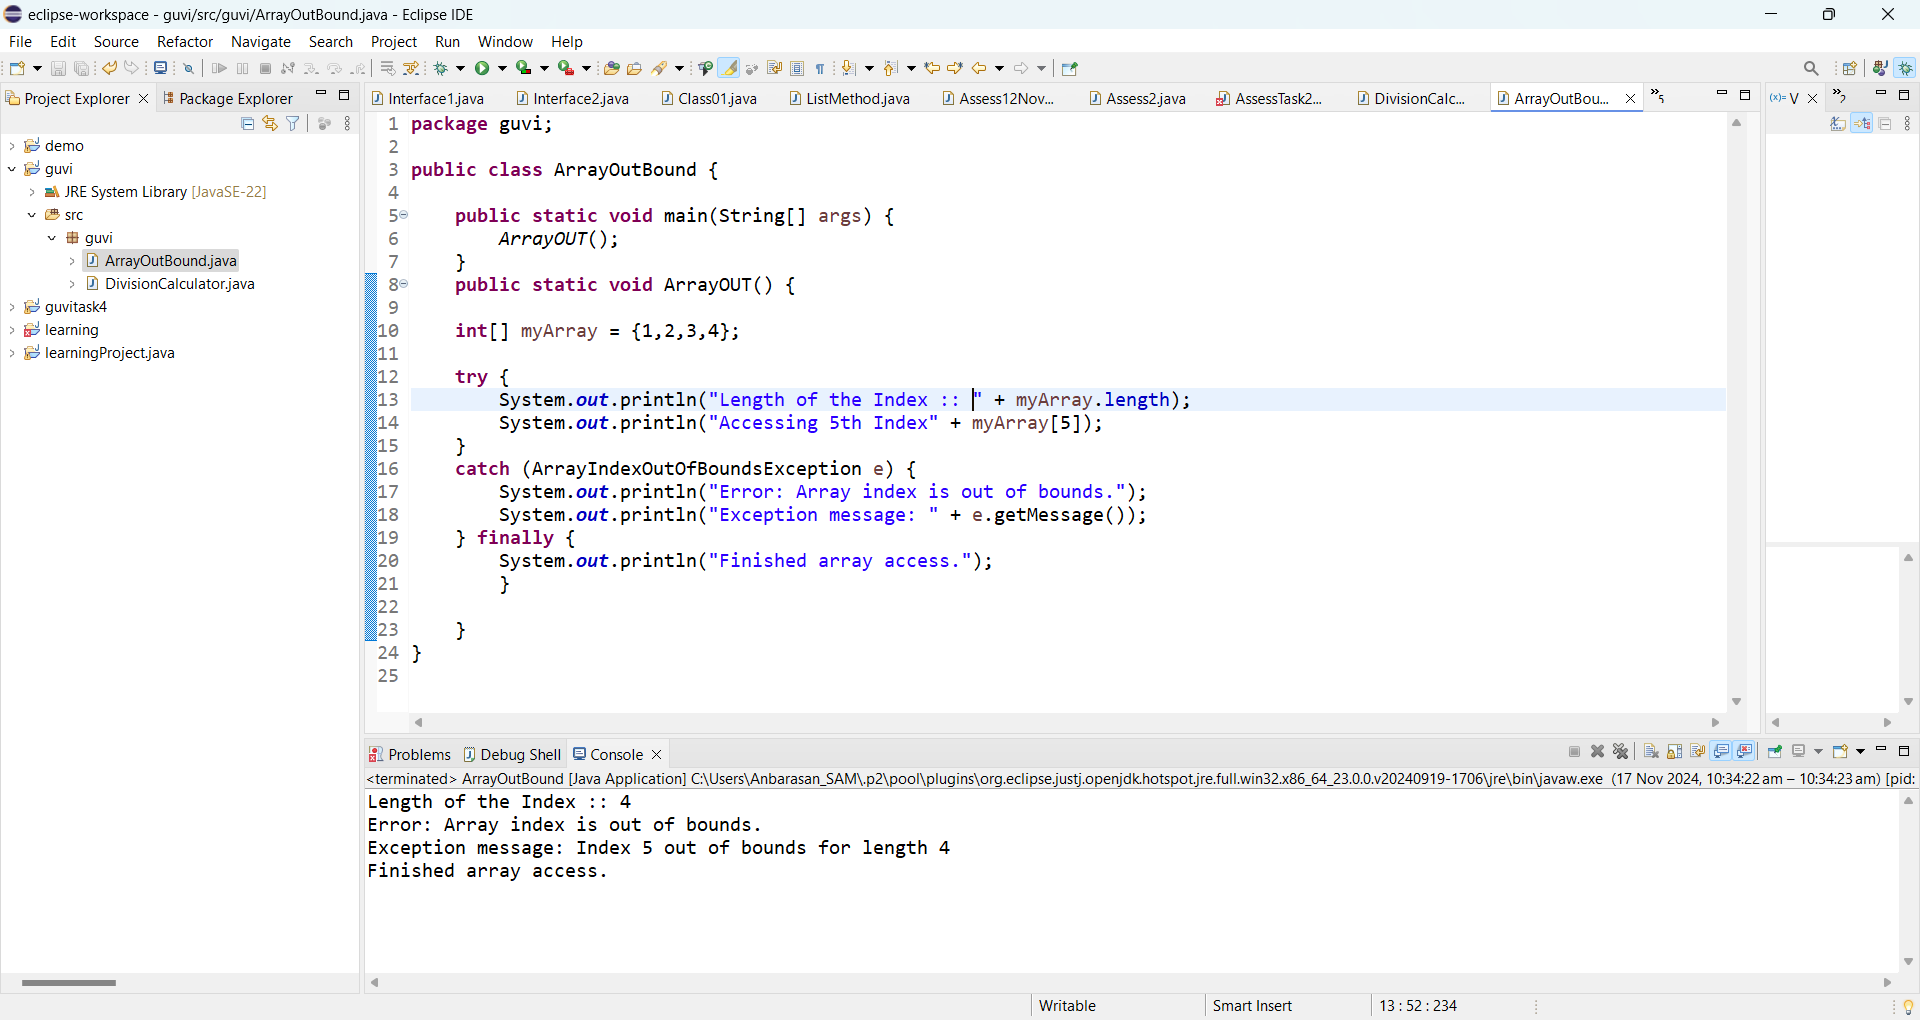 eclipse-workspace - guvi/src/guvi/ArrayOutBound.java - Eclipse IDE
File Edit Source Refactor Navigate Search Project Run Window Help
Project Explorer Package Explorer
demo
guvi
JRE System Library [JavaSE-22]
src
guvi
ArrayOutBound.java
DivisionCalculator.java
guvitask4
learning
learningProject.java
Interface1.java Interface2.java Class01.java ListMethod.java Assess12Nov... Assess2.java AssessTask2... DivisionCalc... ArrayOutBou... »5
(x)= V »2
1 package guvi;
2
3 public class ArrayOutBound {
4
5 public static void main(String[] args) {
6 ArrayOUT();
7 }
8 public static void ArrayOUT() {
9
10 int[] myArray = {1,2,3,4};
11
12 try {
13 System.out.println("Length of the Index :: " + myArray.length);
14 System.out.println("Accessing 5th Index" + myArray[5]);
15 }
16 catch (ArrayIndexOutOfBoundsException e) {
17 System.out.println("Error: Array index is out of bounds.");
18 System.out.println("Exception message: " + e.getMessage());
19 } finally {
20 System.out.println("Finished array access.");
21 }
22
23 }
24 }
25
Problems Debug Shell Console
<terminated> ArrayOutBound [Java Application] C:\Users\Anbarasan_SAM\.p2\pool\plugins\org.eclipse.justj.openjdk.hotspot.jre.full.win32.x86_64_23.0.0.v20240919-1706\jre\bin\javaw.exe (17 Nov 2024, 10:34:22 am – 10:34:23 am) [pid:
Length of the Index :: 4
Error: Array index is out of bounds.
Exception message: Index 5 out of bounds for length 4
Finished array access.
Writable Smart Insert 13 : 52 : 234